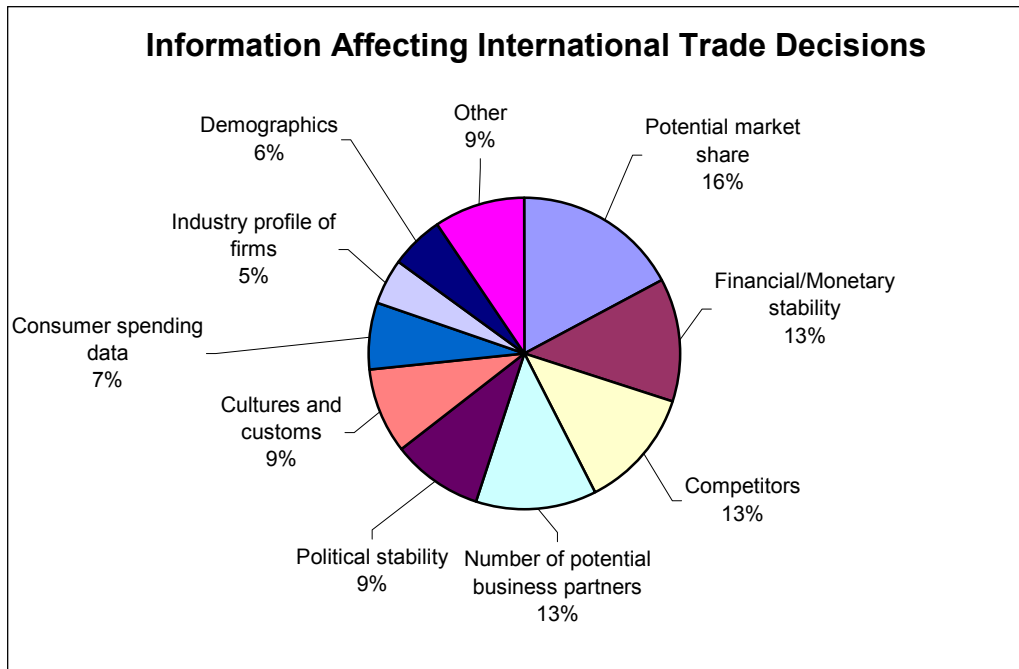 Information Affecting International Trade Decisions
Potential market
share
16%
Financial/Monetary
stability
13%
Competitors
13%
Number of potential
business partners
13%
Political stability
9%
Cultures and
customs
9%
Consumer spending
data
7%
Industry profile of
firms
5%
Demographics
6%
Other
9%